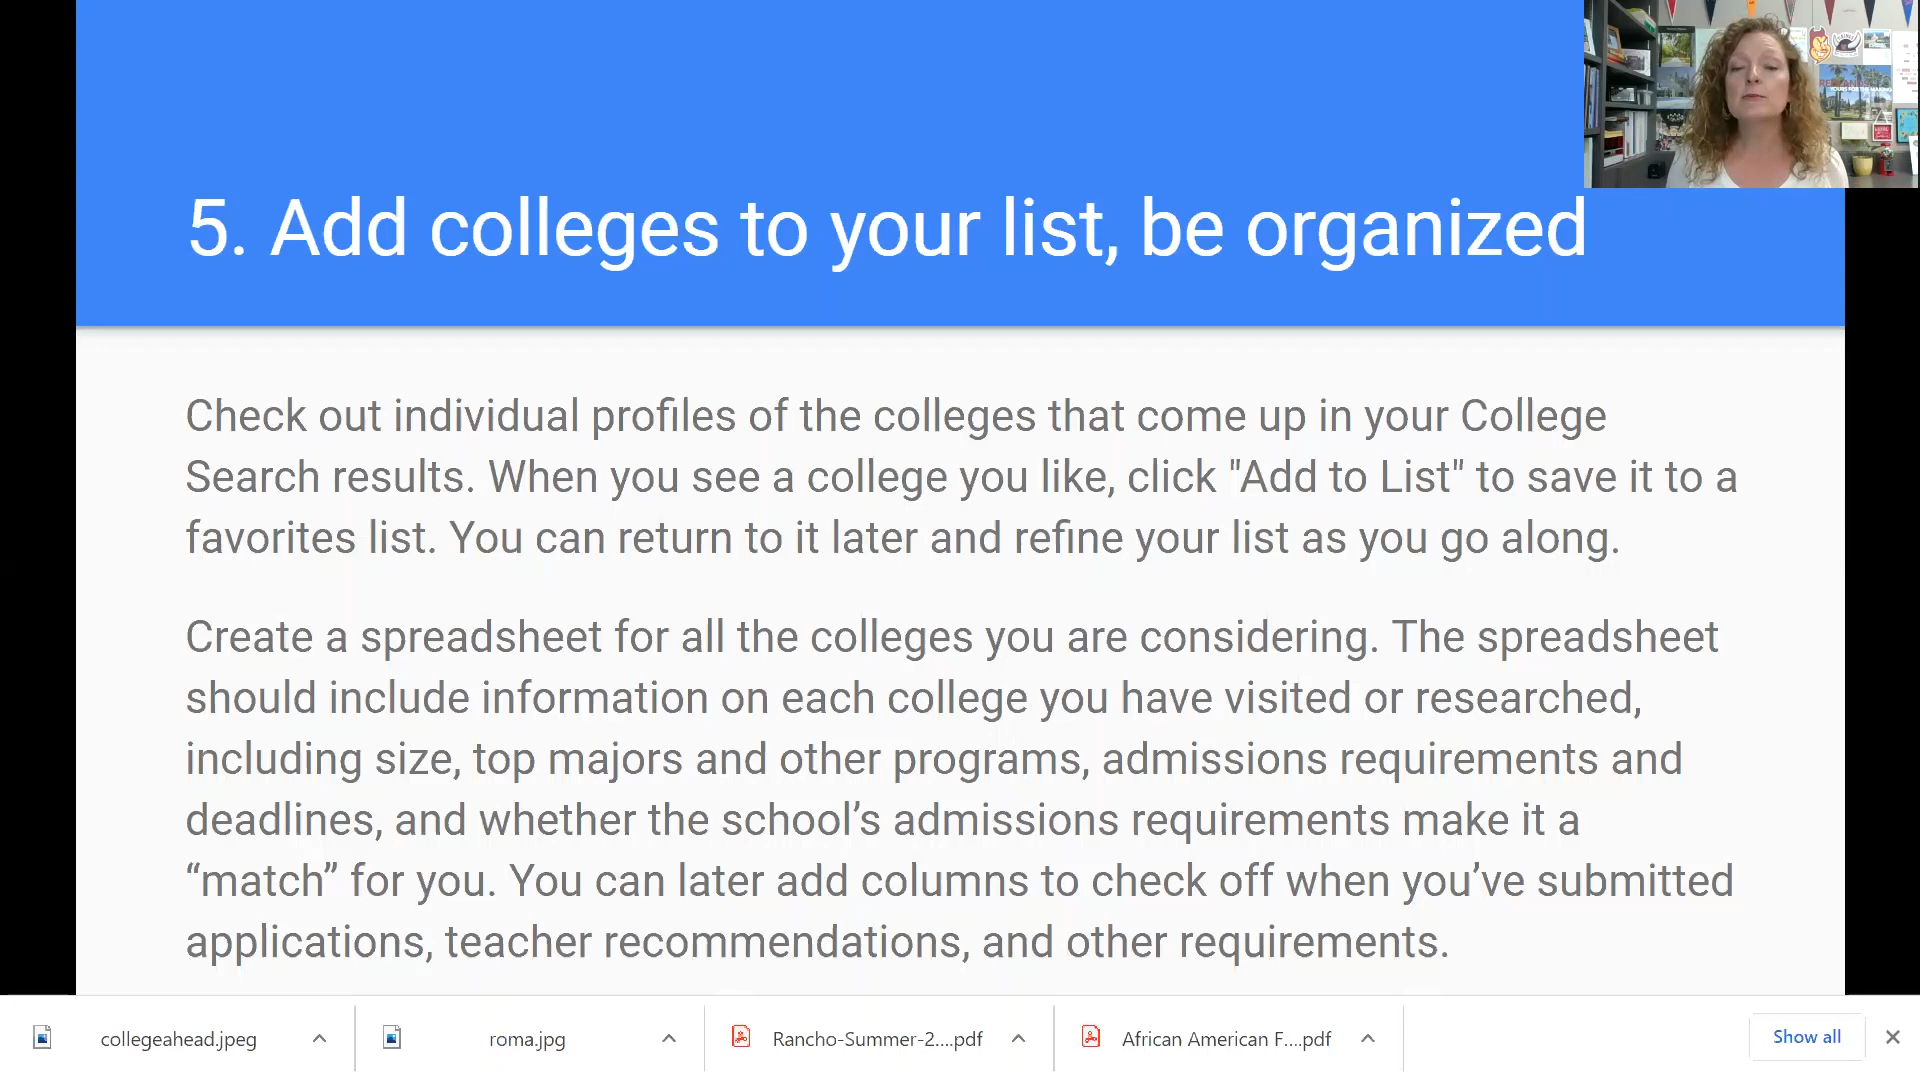 5. Add colleges to your list, be organized
Check out individual profiles of the colleges that come up in your College
Search results. When you see a college you like, click "Add to List" to save it to a
favorites list. You can return to it later and refine your list as you go along.
Create a spreadsheet for all the colleges you are considering. The spreadsheet
should include information on each college you have visited or researched,
including size, top majors and other programs, admissions requirements and
deadlines, and whether the school’s admissions requirements make it a
“match” for you. You can later add columns to check off when you’ve submitted
applications, teacher recommendations, and other requirements.
collegeahead.jpeg
roma.jpg
Rancho-Summer-2....pdf
African American F....pdf
Show all